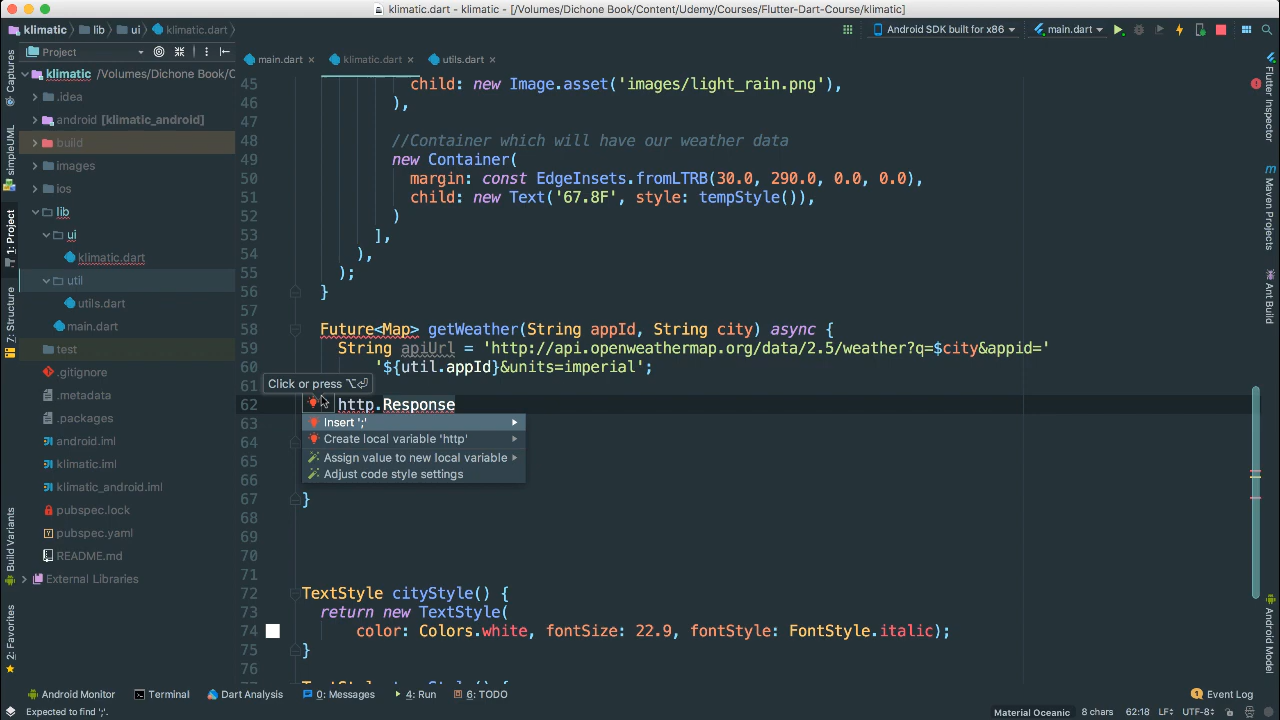 klimatic.dart - klimatic - [/Volumes/Dichone Book/Content/Udemy/Courses/Flutter-Dart-Course/klimatic]
klimatic lib ui klimatic.dart Android SDK built for x86 main.dart
Project main.dart klimatic.dart utils.dart
klimatic /Volumes/Dichone Book/C
.idea
android [klimatic_android]
build
images
ios
lib
ui
klimatic.dart
util
utils.dart
main.dart
test
.gitignore
.metadata
.packages
android.iml
klimatic.iml
klimatic_android.iml
pubspec.lock
pubspec.yaml
README.md
External Libraries
Captures
simpleUML
1: Project
7: Structure
Build Variants
2: Favorites
45 child: new Image.asset('images/light_rain.png'),
46 ),
47
48 //Container which will have our weather data
49 new Container(
50 margin: const EdgeInsets.fromLTRB(30.0, 290.0, 0.0, 0.0),
51 child: new Text('67.8F', style: tempStyle()),
52 )
53 ],
54 ),
55 );
56 }
57
58 Future<Map> getWeather(String appId, String city) async {
59 String apiUrl = 'http://api.openweathermap.org/data/2.5/weather?q=$city&appid='
60 '${util.appId}&units=imperial';
61
Click or press ⌥⏎
62 http.Response
63
Insert ';'
64
Create local variable 'http'
65
Assign value to new local variable
66
Adjust code style settings
67 }
68
69
70
71
72 TextStyle cityStyle() {
73 return new TextStyle(
74 color: Colors.white, fontSize: 22.9, fontStyle: FontStyle.italic);
75 }
76
Flutter Inspector
Maven Projects
Ant Build
Android Model
Android Monitor Terminal Dart Analysis 0: Messages 4: Run 6: TODO 1 Event Log
Expected to find ';'. Material Oceanic 8 chars 62:18 LF÷ UTF-8÷